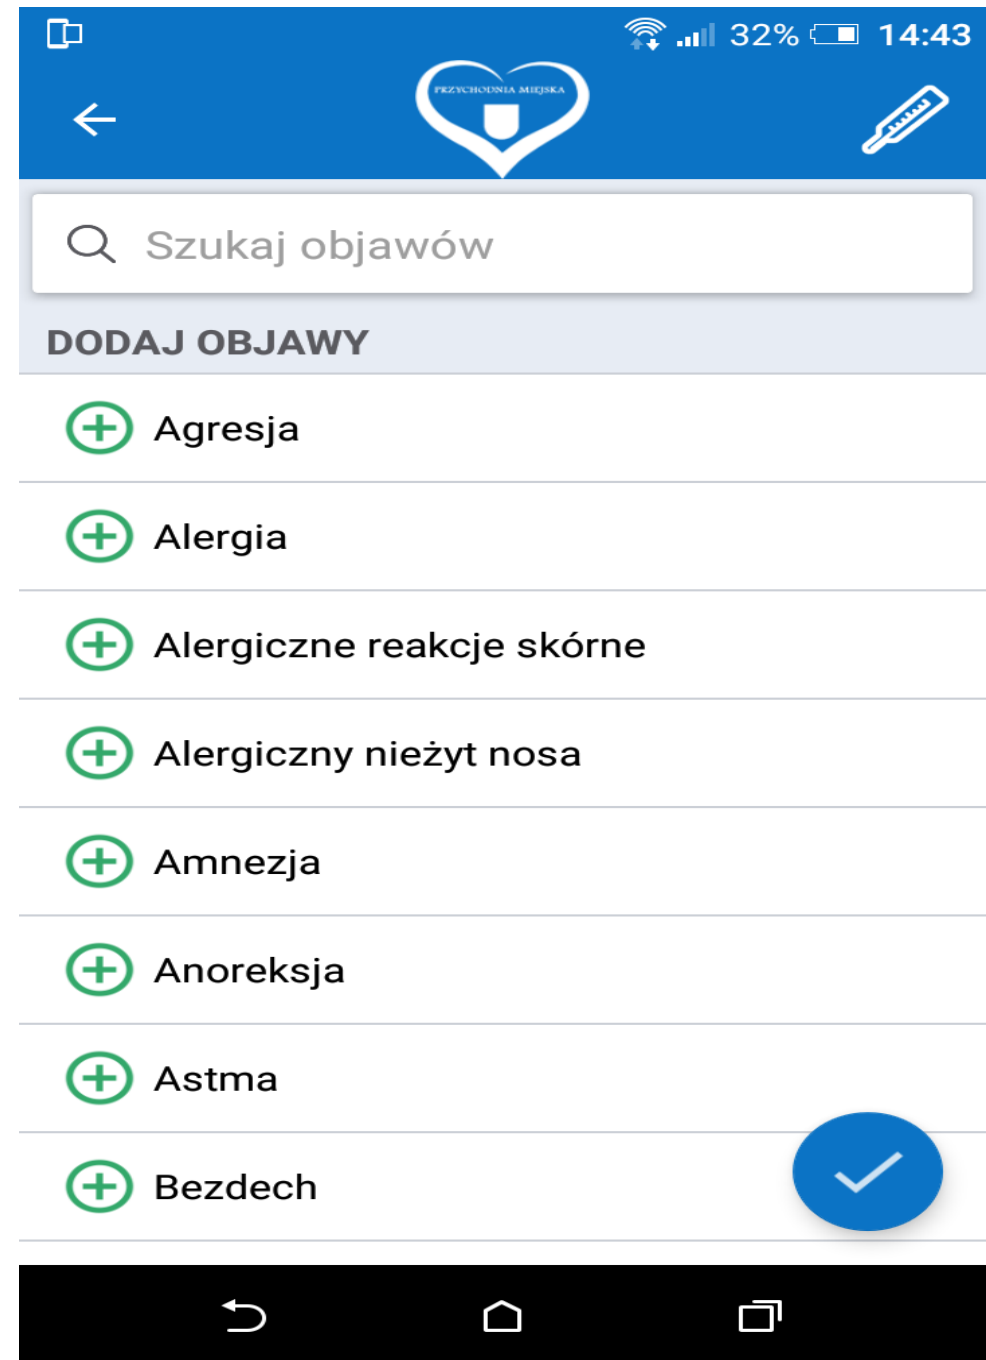 32% 14:43
PRZYCHODNIA MIEJSKA
Szukaj objawów
DODAJ OBJAWY
Agresja
Alergia
Alergiczne reakcje skórne
Alergiczny nieżyt nosa
Amnezja
Anoreksja
Astma
Bezdech